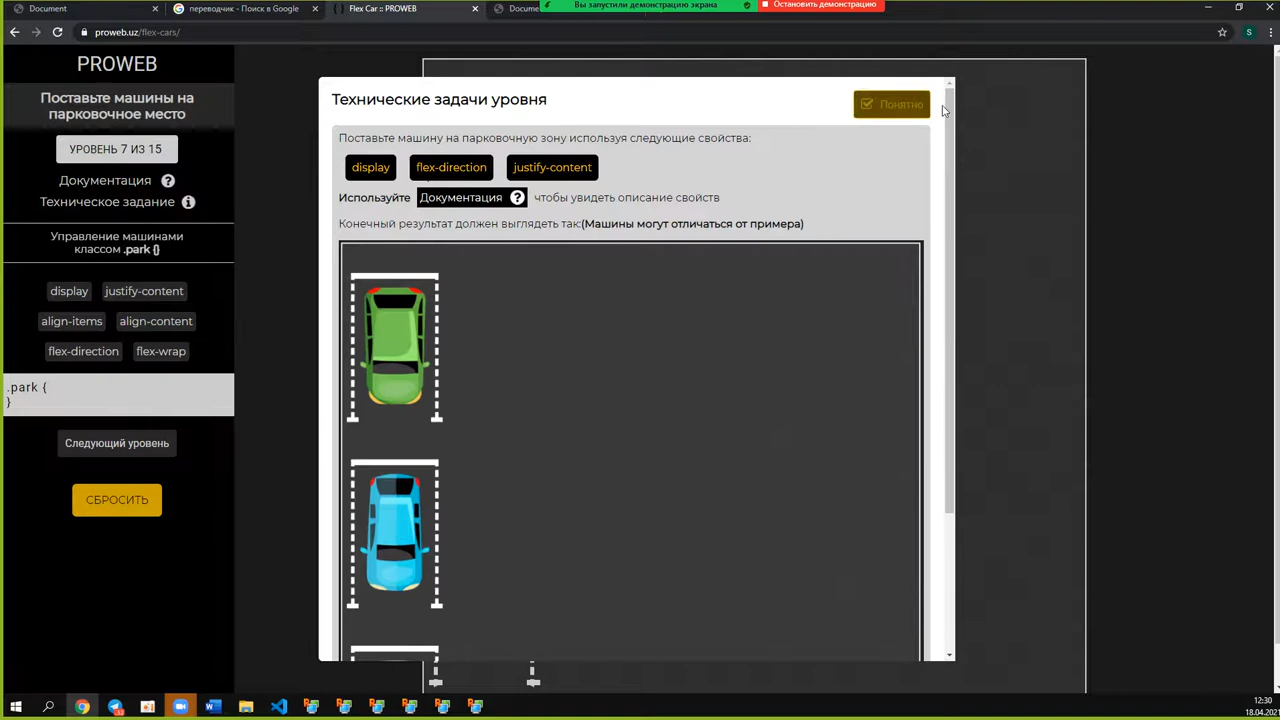 Document
переводчик - Поиск в Google
Flex Car :: PROWEB
Docume
Вы запустили демонстрацию экрана
Остановить демонстрацию
proweb.uz/flex-cars/
S
PROWEB
Поставьте машины на
парковочное место
УРОВЕНЬ 7 ИЗ 15
Документация ?
Техническое задание
Управление машинами
классом .park {}
display
justify-content
align-items
align-content
flex-direction
flex-wrap
.park {
}
Следующий уровень
СБРОСИТЬ
Технические задачи уровня
Понятно
Поставьте машину на парковочную зону используя следующие свойства:
display
flex-direction
justify-content
Используйте Документация ? чтобы увидеть описание свойств
Конечный результат должен выглядеть так:(Машины могут отличаться от примера)
12:30
18.04.2021